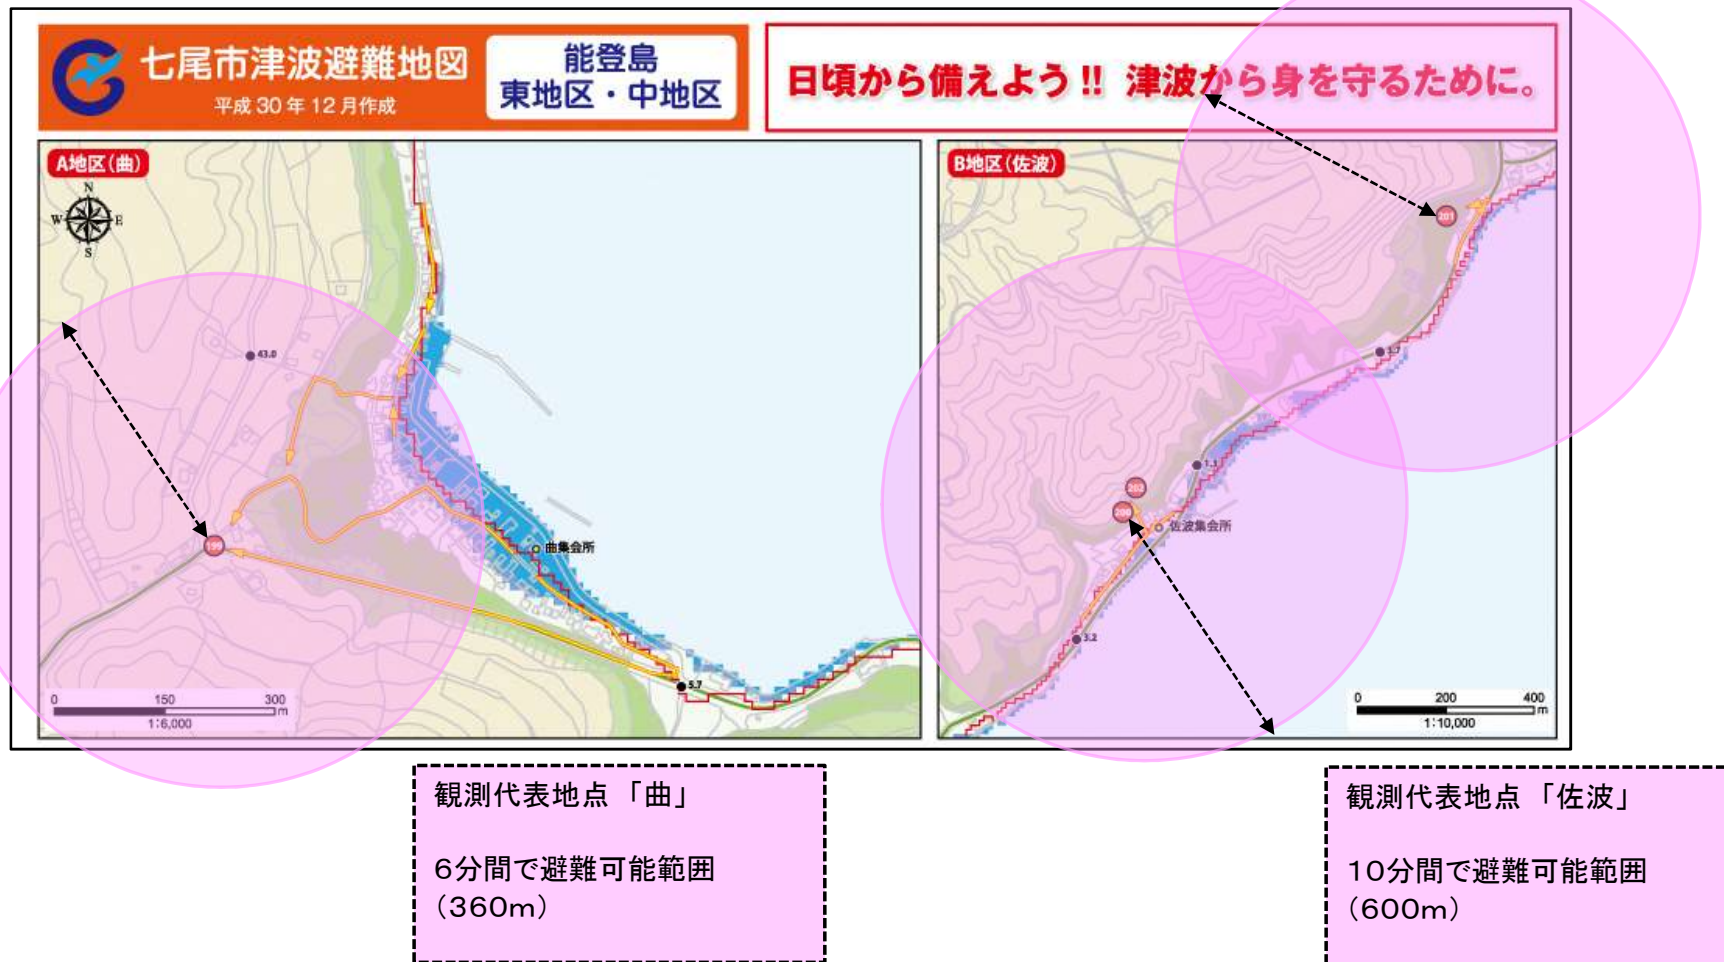 七尾市津波避難地図
平成30年12月作成
能登島
東地区・中地区
日頃から備えよう!! 津波から身を守るために。
A地区(曲)
N
W
E
S
43.0
199
曲集会所
5.7
0 150 300
m
1:6,000
B地区(佐波)
201
3.7
1.1
202
200
佐波集会所
3.2
0 200 400
m
1:10,000
観測代表地点「曲」
6分間で避難可能範囲
(360m)
観測代表地点「佐波」
10分間で避難可能範囲
(600m)